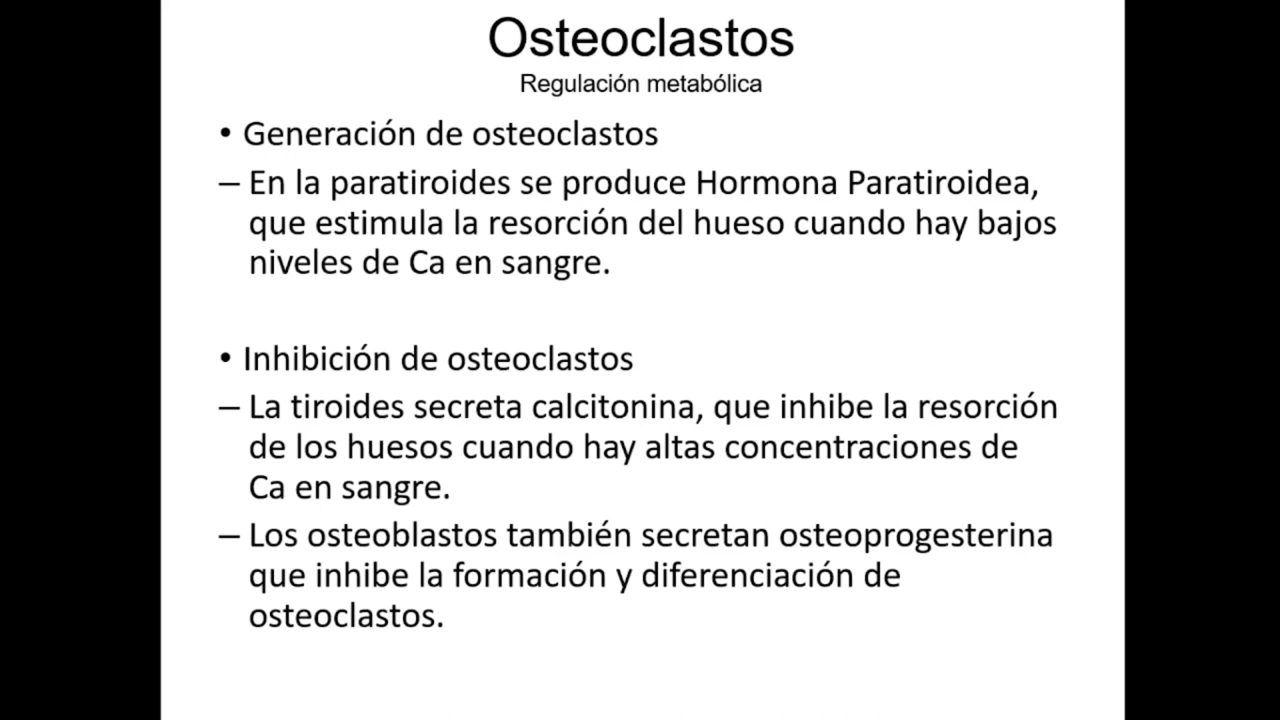 Osteoclastos
Regulación metabólica
• Generación de osteoclastos
– En la paratiroides se produce Hormona Paratiroidea,
que estimula la resorción del hueso cuando hay bajos
niveles de Ca en sangre.
• Inhibición de osteoclastos
– La tiroides secreta calcitonina, que inhibe la resorción
de los huesos cuando hay altas concentraciones de
Ca en sangre.
– Los osteoblastos también secretan osteoprogesterina
que inhibe la formación y diferenciación de
osteoclastos.